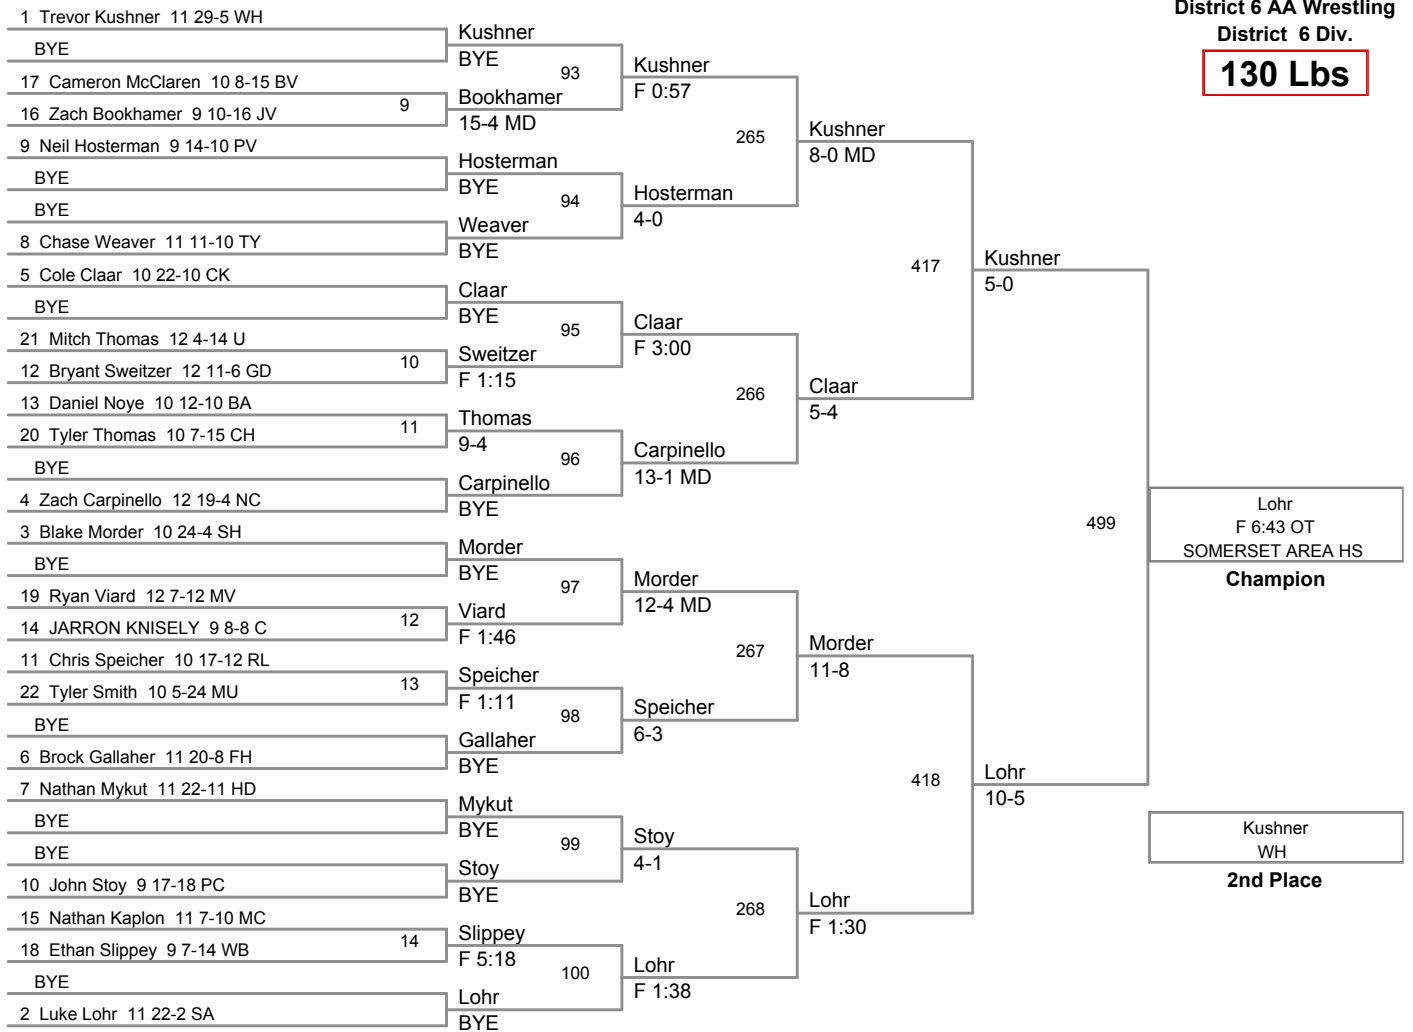 District 6 AA Wrestling
District 6 Div.
130 Lbs
1 Trevor Kushner 11 29-5 WH
BYE
17 Cameron McClaren 10 8-15 BV
16 Zach Bookhamer 9 10-16 JV
9 Neil Hosterman 9 14-10 PV
BYE
BYE
8 Chase Weaver 11 11-10 TY
5 Cole Claar 10 22-10 CK
BYE
21 Mitch Thomas 12 4-14 U
12 Bryant Sweitzer 12 11-6 GD
13 Daniel Noye 10 12-10 BA
20 Tyler Thomas 10 7-15 CH
BYE
4 Zach Carpinello 12 19-4 NC
3 Blake Morder 10 24-4 SH
BYE
19 Ryan Viard 12 7-12 MV
14 JARRON KNISELY 9 8-8 C
11 Chris Speicher 10 17-12 RL
22 Tyler Smith 10 5-24 MU
BYE
6 Brock Gallaher 11 20-8 FH
7 Nathan Mykut 11 22-11 HD
BYE
BYE
10 John Stoy 9 17-18 PC
15 Nathan Kaplon 11 7-10 MC
18 Ethan Slippey 9 7-14 WB
BYE
2 Luke Lohr 11 22-2 SA
9
10
11
12
13
14
Kushner
BYE
Bookhamer
15-4 MD
Hosterman
BYE
Weaver
BYE
Claar
BYE
Sweitzer
F 1:15
Thomas
9-4
Carpinello
BYE
Morder
BYE
Viard
F 1:46
Speicher
F 1:11
Gallaher
BYE
Mykut
BYE
Stoy
BYE
Slippey
F 5:18
Lohr
BYE
93
94
95
96
97
98
99
100
Kushner
F 0:57
Hosterman
4-0
Claar
F 3:00
Carpinello
13-1 MD
Morder
12-4 MD
Speicher
6-3
Stoy
4-1
Lohr
F 1:38
265
266
267
268
Kushner
8-0 MD
Claar
5-4
Morder
11-8
Lohr
F 1:30
417
418
Kushner
5-0
Lohr
10-5
499
Lohr
F 6:43 OT
SOMERSET AREA HS
Champion
Kushner
WH
2nd Place